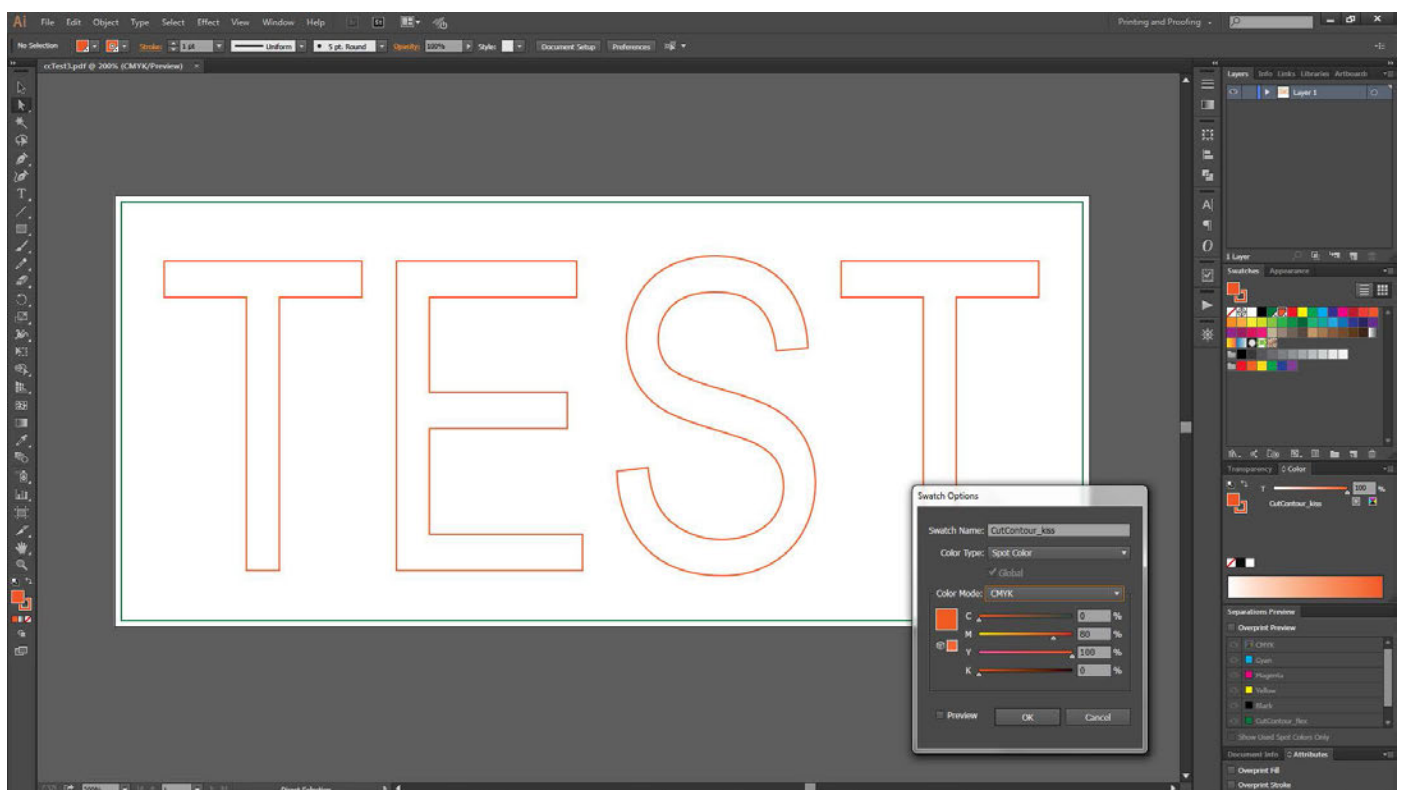 Ai File Edit Object Type Select Effect View Window Help Br St Printing and Proofing
No Selection Stroke: 1 pt Uniform 5 pt. Round Opacity: 100% Style: Document Setup Preferences
ccTest3.pdf @ 200% (CMYK/Preview) ×
Layers Info Links Libraries Artboards
Layer 1
1 Layer
Swatches Appearance
TEST
Transparency Color
T 100 %
CutContour_kiss
Swatch Options
Swatch Name: CutContour_kiss
Color Type: Spot Color
Global
Color Mode: CMYK
C 0 %
M 80 %
Y 100 %
K 0 %
Preview OK Cancel
Separations Preview
Overprint Preview
CMYK
Cyan
Magenta
Yellow
Black
CutContour_flex
Show Used Spot Colors Only
Document Info Attributes
Overprint Fill
Overprint Stroke
Direct Selection